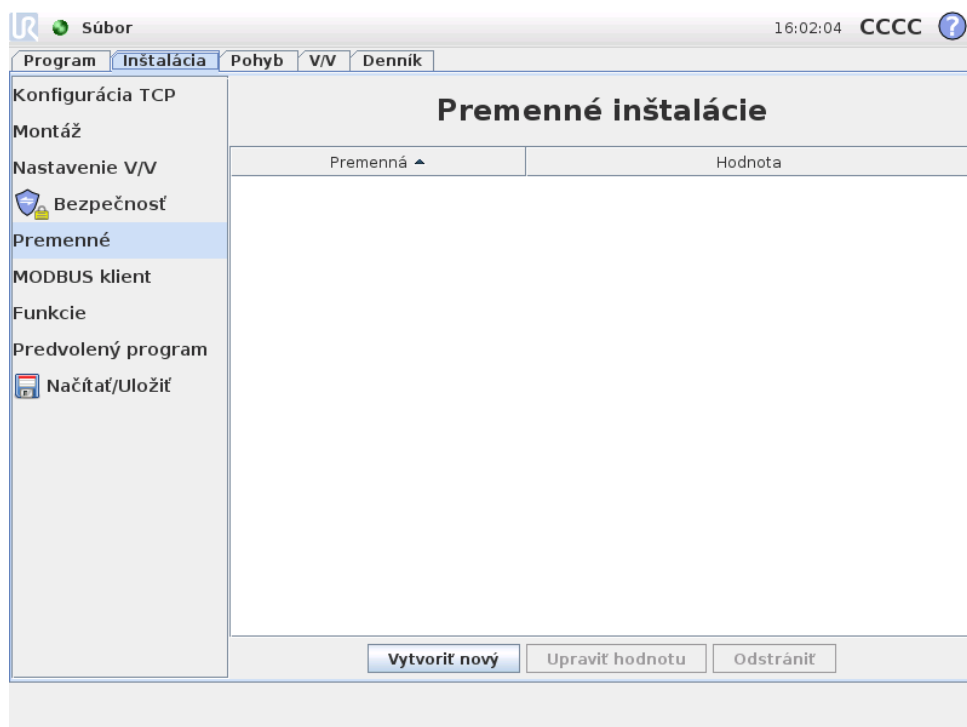 UR Súbor 16:02:04 CCCC ?
Program Inštalácia Pohyb V/V Denník
Konfigurácia TCP
Montáž
Nastavenie V/V
Bezpečnosť
Premenné
MODBUS klient
Funkcie
Predvolený program
Načítať/Uložiť
Premenné inštalácie
Premenná Hodnota
Vytvoriť nový Upraviť hodnotu Odstrániť